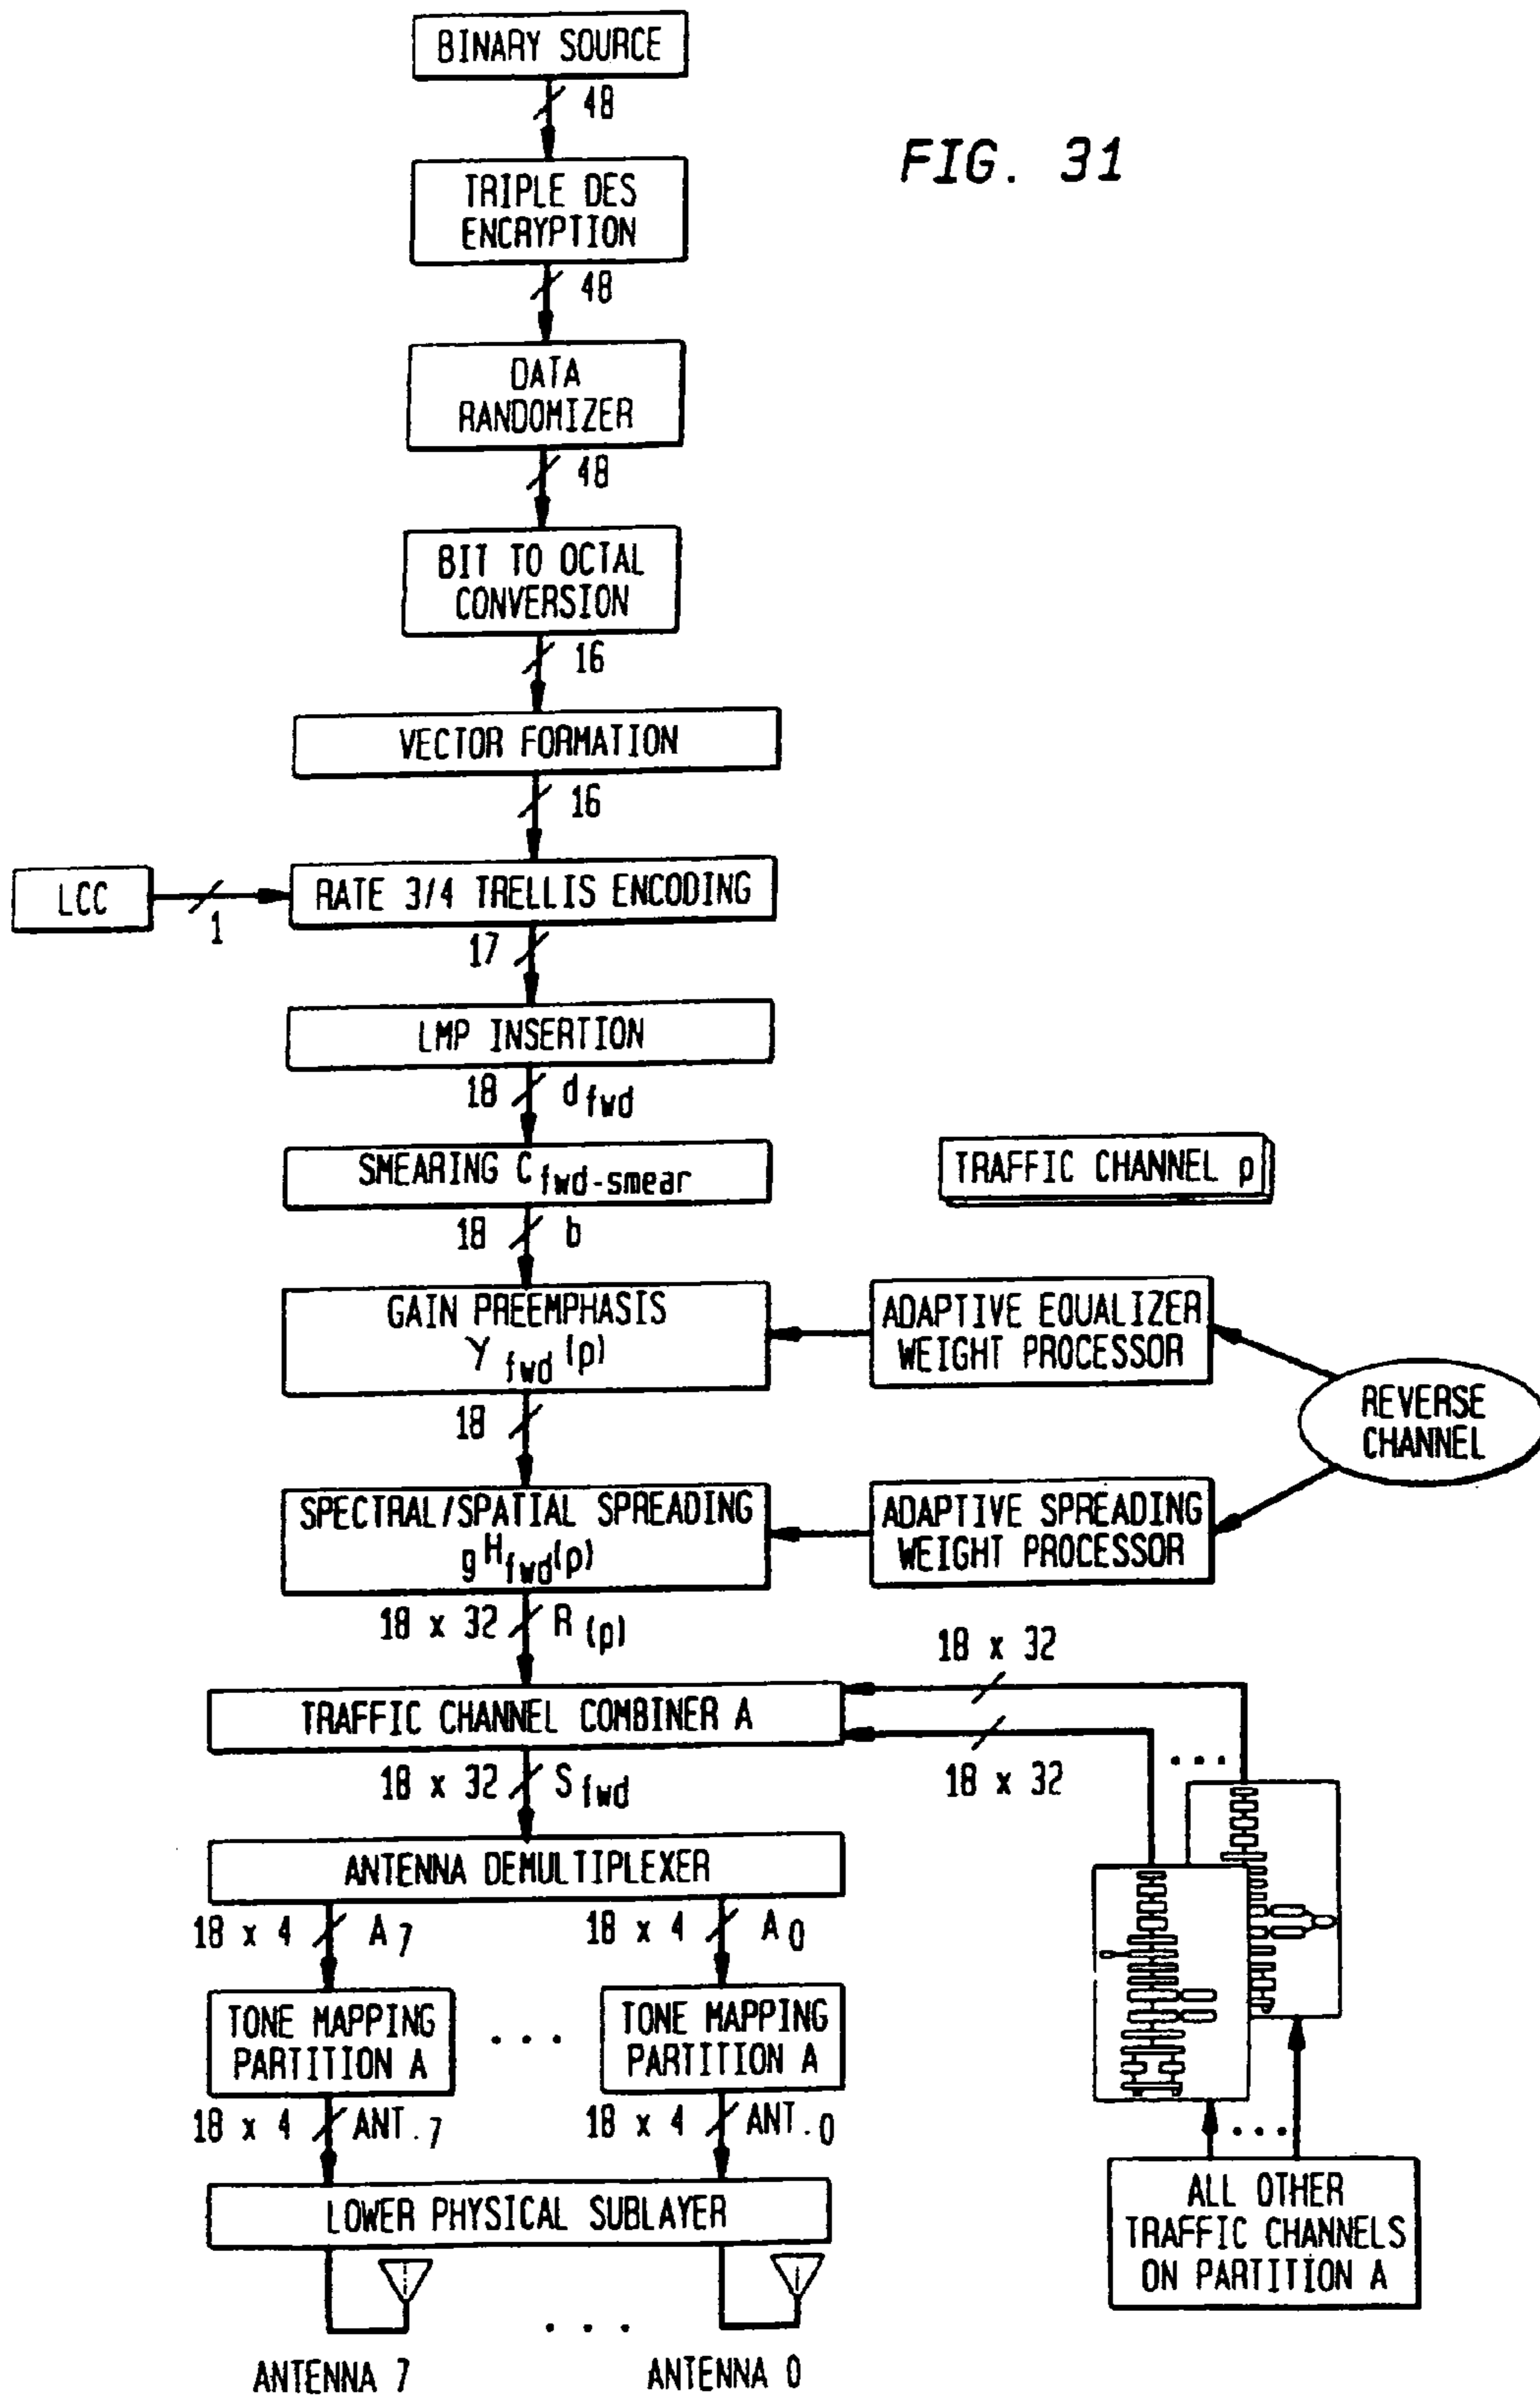 BINARY SOURCE
48
FIG. 31
TRIPLE DES
ENCRYPTION
48
DATA
RANDOMIZER
48
BIT TO OCTAL
CONVERSION
16
VECTOR FORMATION
16
LCC
1
RATE 3/4 TRELLIS ENCODING
17
LMP INSERTION
18 d fwd
SMEARING C fwd-smear
TRAFFIC CHANNEL p
18 b
GAIN PREEMPHASIS
γ fwd (p)
ADAPTIVE EQUALIZER
WEIGHT PROCESSOR
REVERSE
CHANNEL
18
SPECTRAL/SPATIAL SPREADING
g H fwd (p)
ADAPTIVE SPREADING
WEIGHT PROCESSOR
18 x 32 R (p)
18 x 32
TRAFFIC CHANNEL COMBINER A
18 x 32 S fwd
18 x 32
...
ANTENNA DEMULTIPLEXER
18 x 4 A 7
18 x 4 A 0
TONE MAPPING
PARTITION A
...
TONE MAPPING
PARTITION A
18 x 4 ANT. 7
18 x 4 ANT. 0
...
LOWER PHYSICAL SUBLAYER
ALL OTHER
TRAFFIC CHANNELS
ON PARTITION A
...
ANTENNA 7
ANTENNA 0